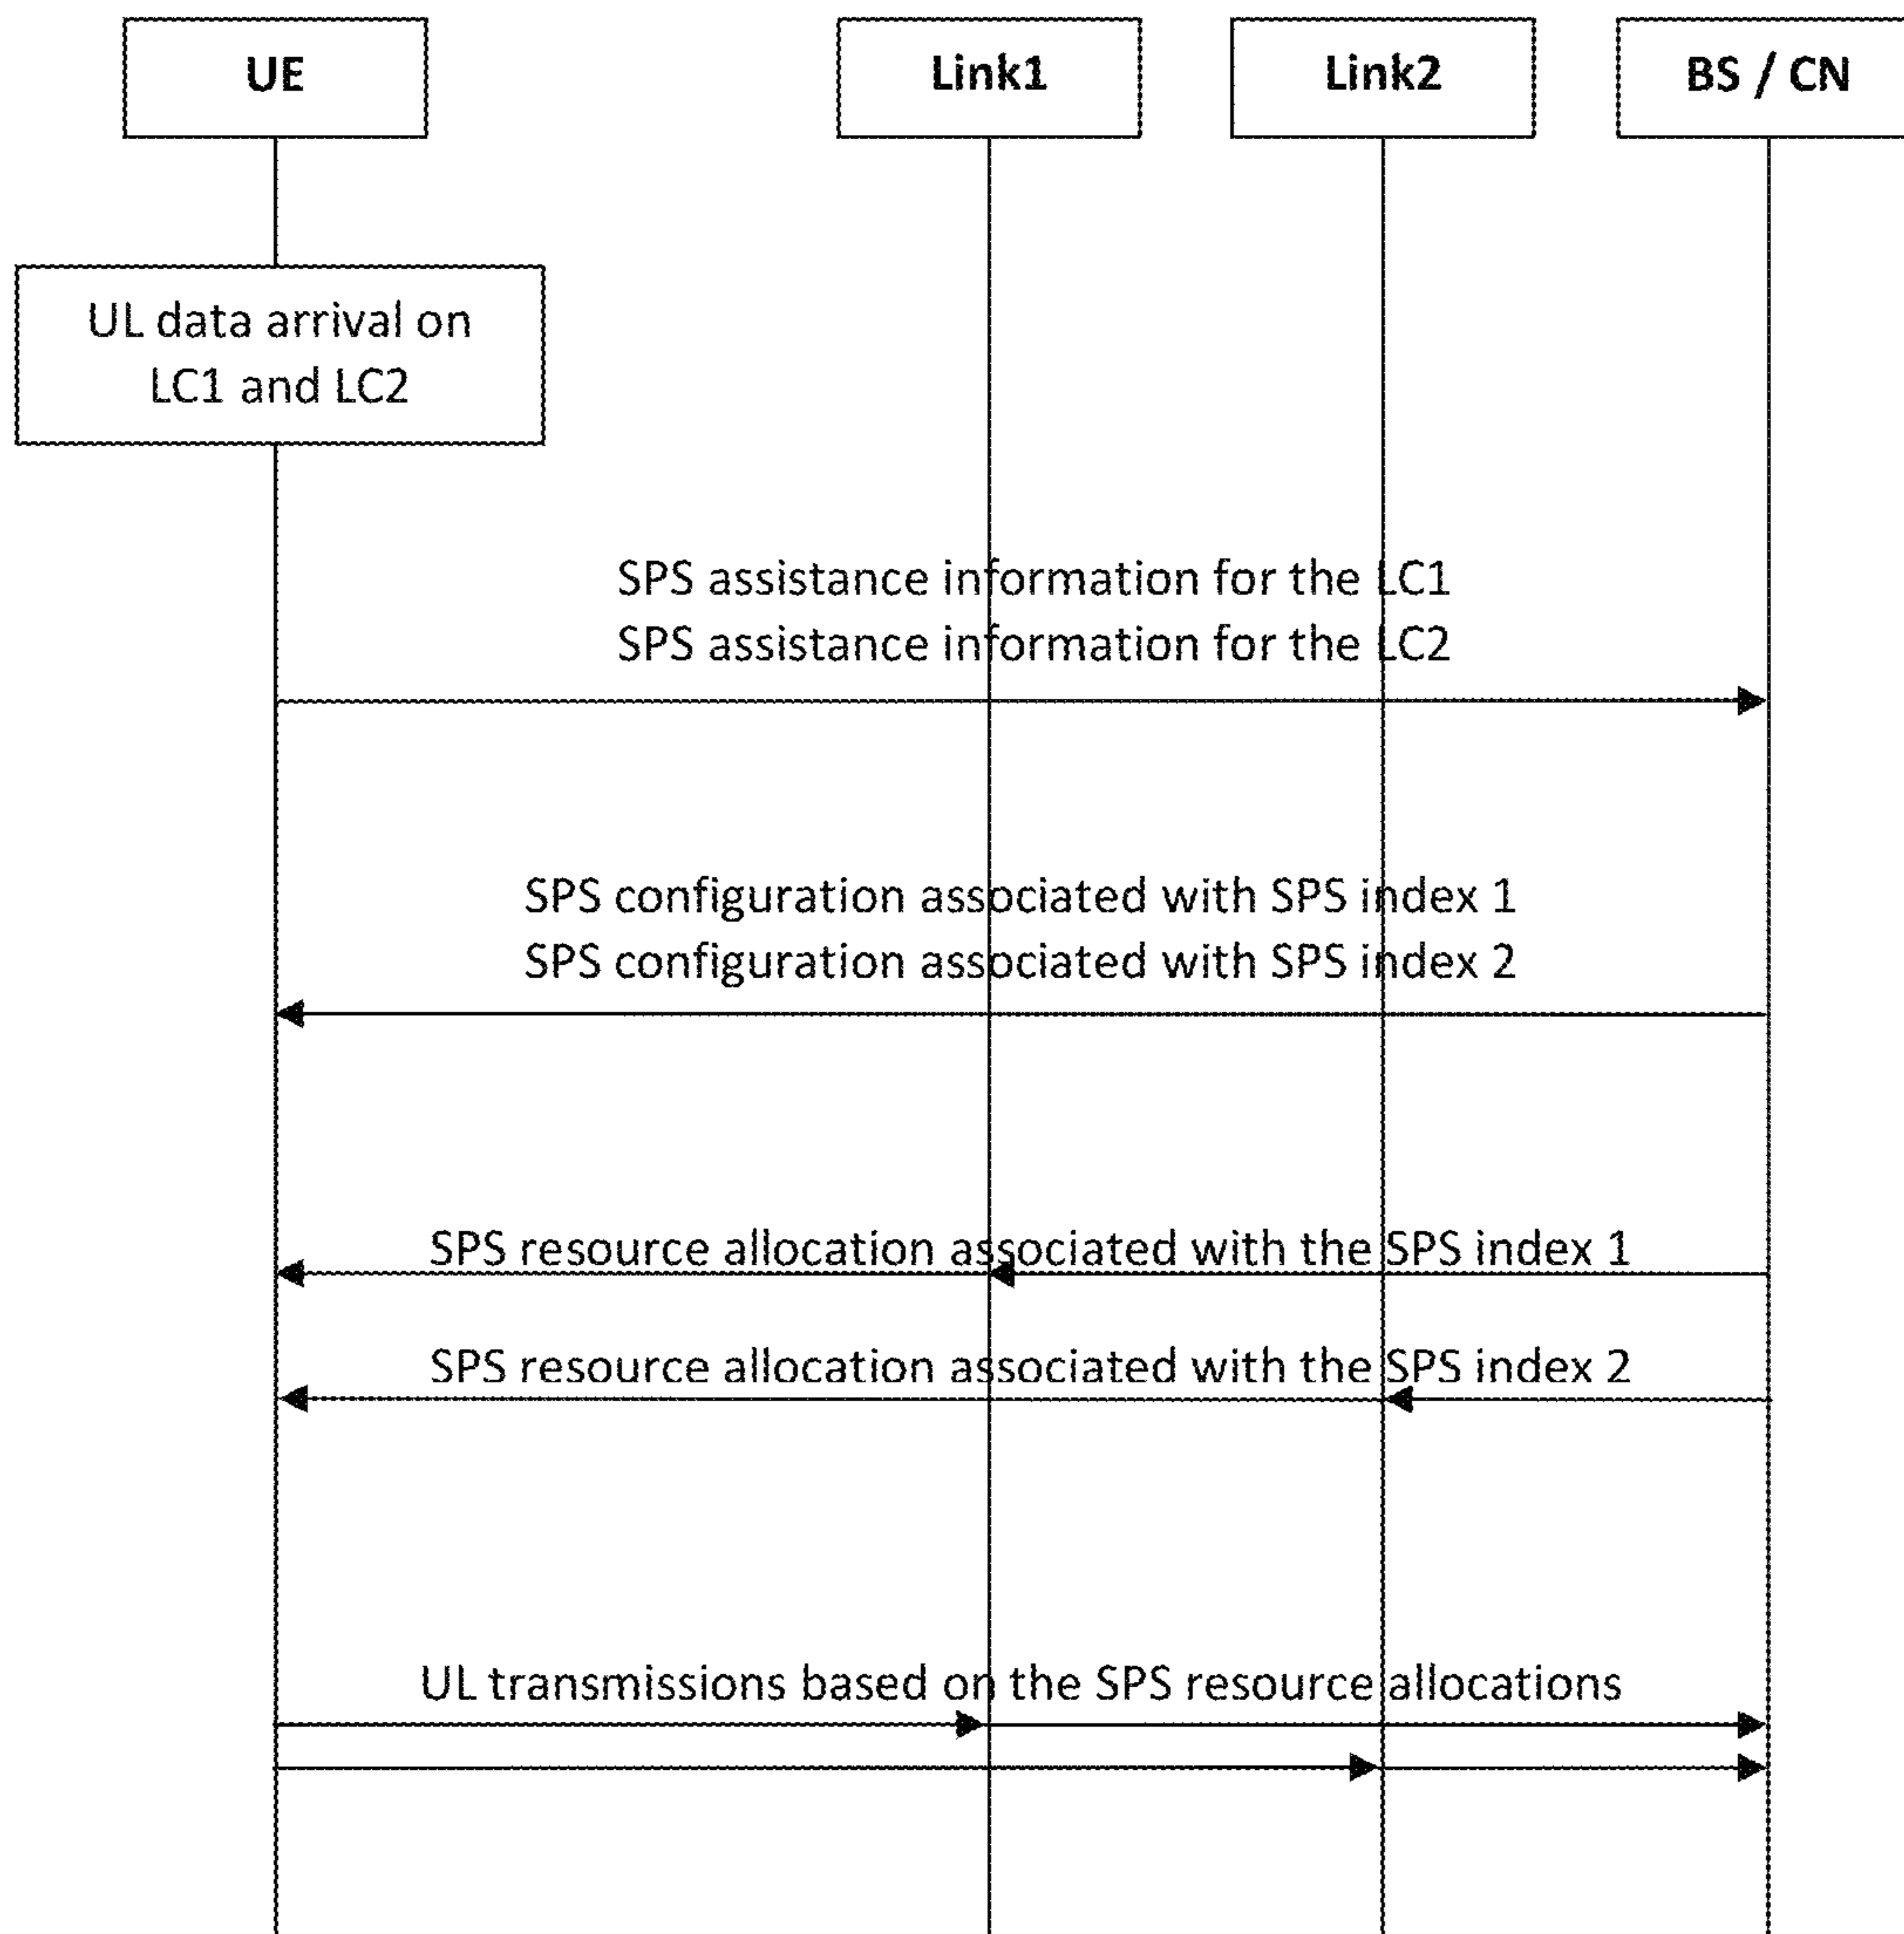 UE
Link1
Link2
BS / CN
UL data arrival on
LC1 and LC2
SPS assistance information for the LC1
SPS assistance information for the LC2
SPS configuration associated with SPS index 1
SPS configuration associated with SPS index 2
SPS resource allocation associated with the SPS index 1
SPS resource allocation associated with the SPS index 2
UL transmissions based on the SPS resource allocations